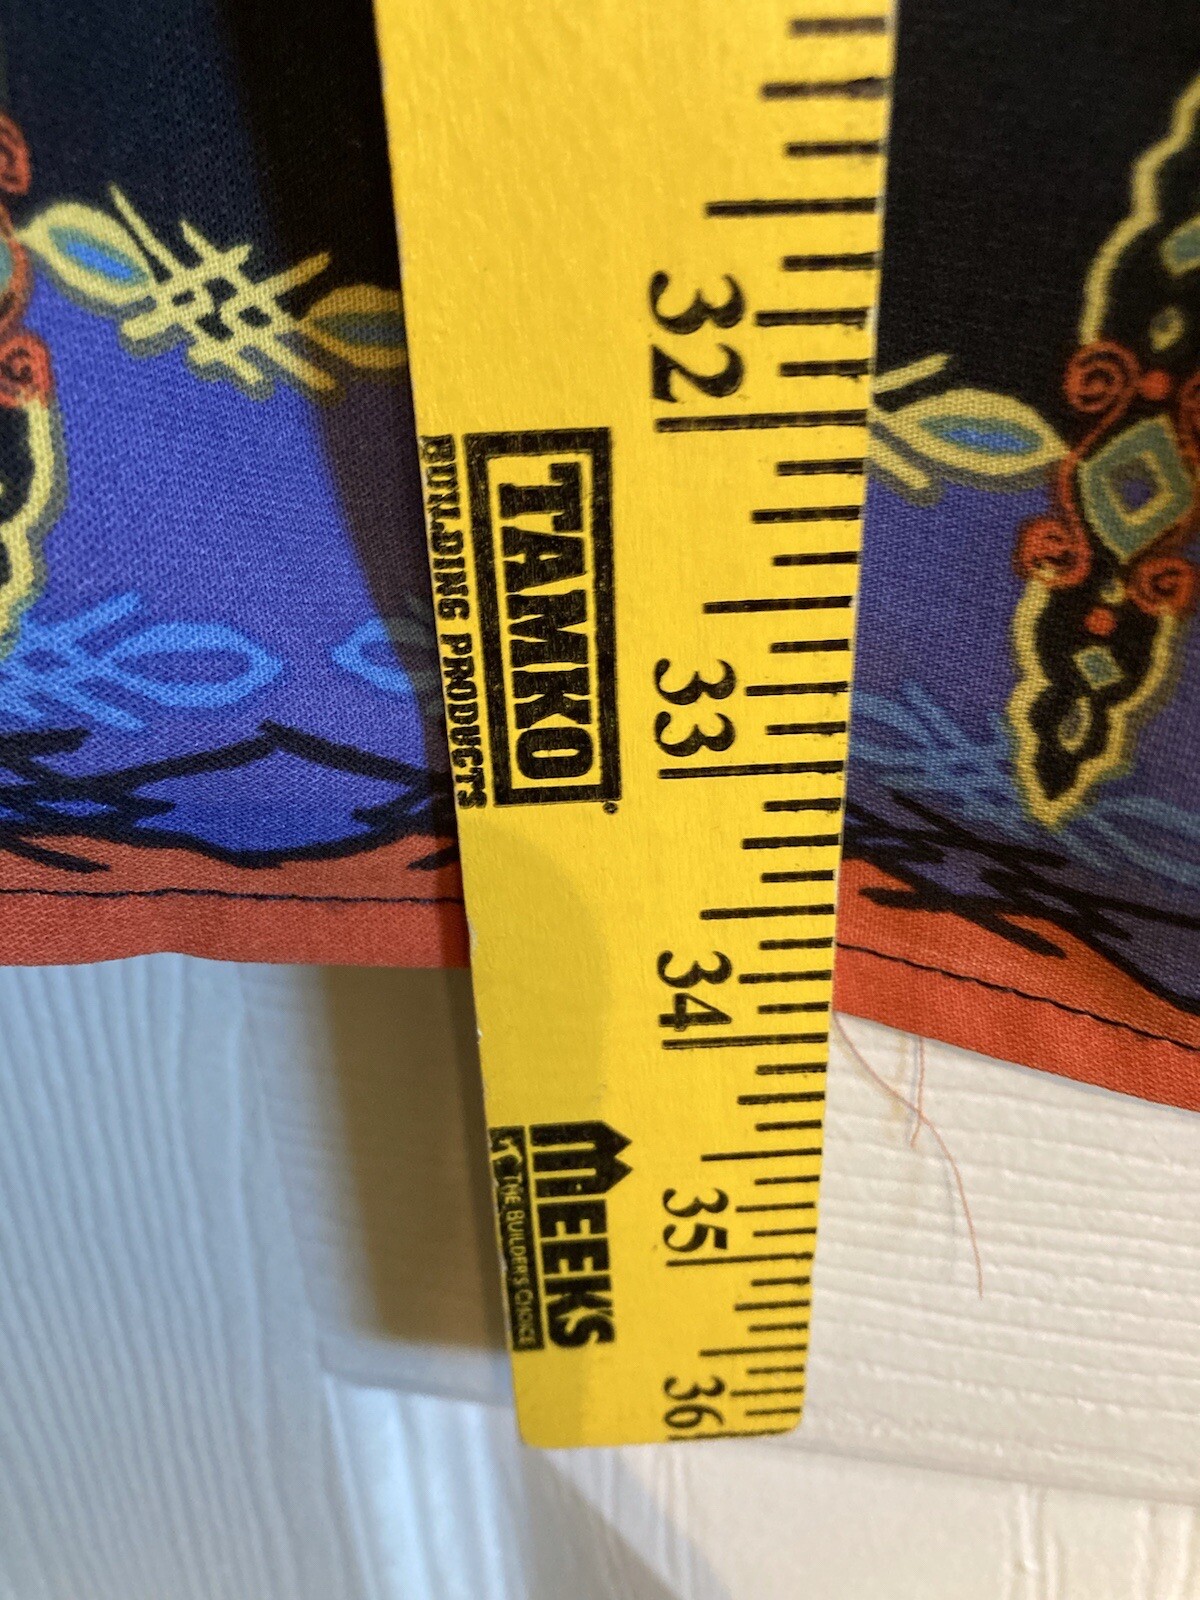 32
TAMKO®
BUILDING PRODUCTS
33
34
MEEKS
THE BUILDER'S CHOICE
35
36